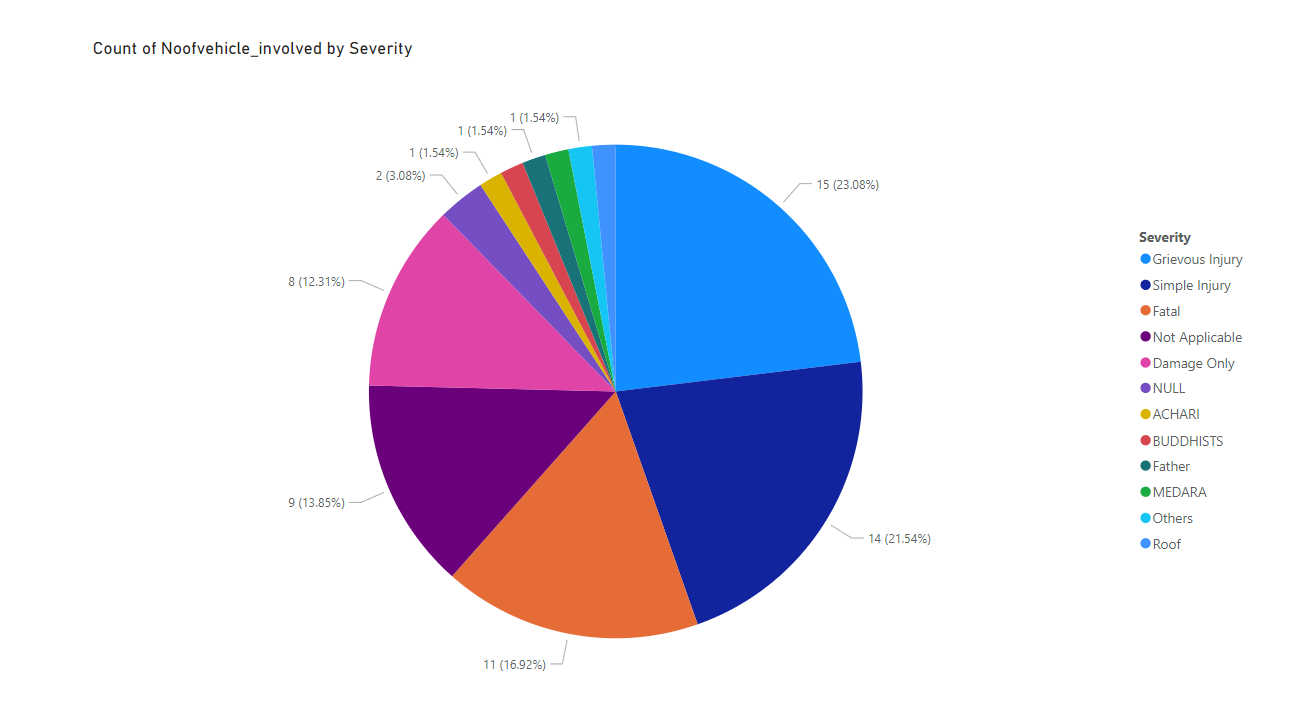 Count of Noofvehicle_involved by Severity
1 (1.54%)
1 (1.54%)
1 (1.54%)
2 (3.08%)
15 (23.08%)
8 (12.31%)
9 (13.85%)
14 (21.54%)
11 (16.92%)
Severity
Grievous Injury
Simple Injury
Fatal
Not Applicable
Damage Only
NULL
ACHARI
BUDDHISTS
Father
MEDARA
Others
Roof